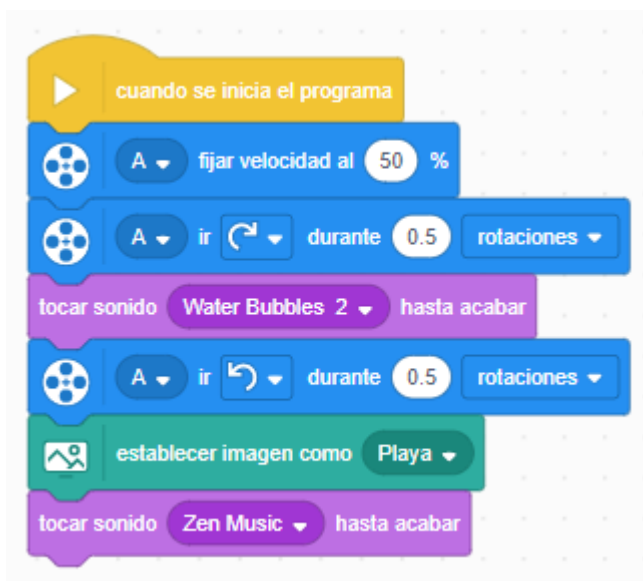 cuando se inicia el programa
A fijar velocidad al 50 %
A ir durante 0.5 rotaciones
tocar sonido Water Bubbles 2 hasta acabar
A ir durante 0.5 rotaciones
establecer imagen como Playa
tocar sonido Zen Music hasta acabar